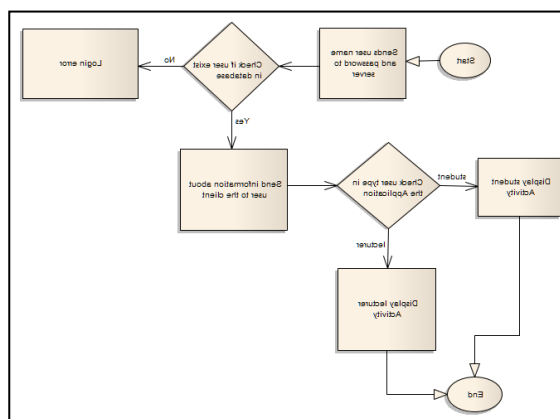 Start
Sends user name
and password to
server
Check if user exist
in database
No
Login error
Yes
Send information about
user to the client
Check user type in
the Application
student
Display student
Activity
lecturer
Display lecturer
Activity
End